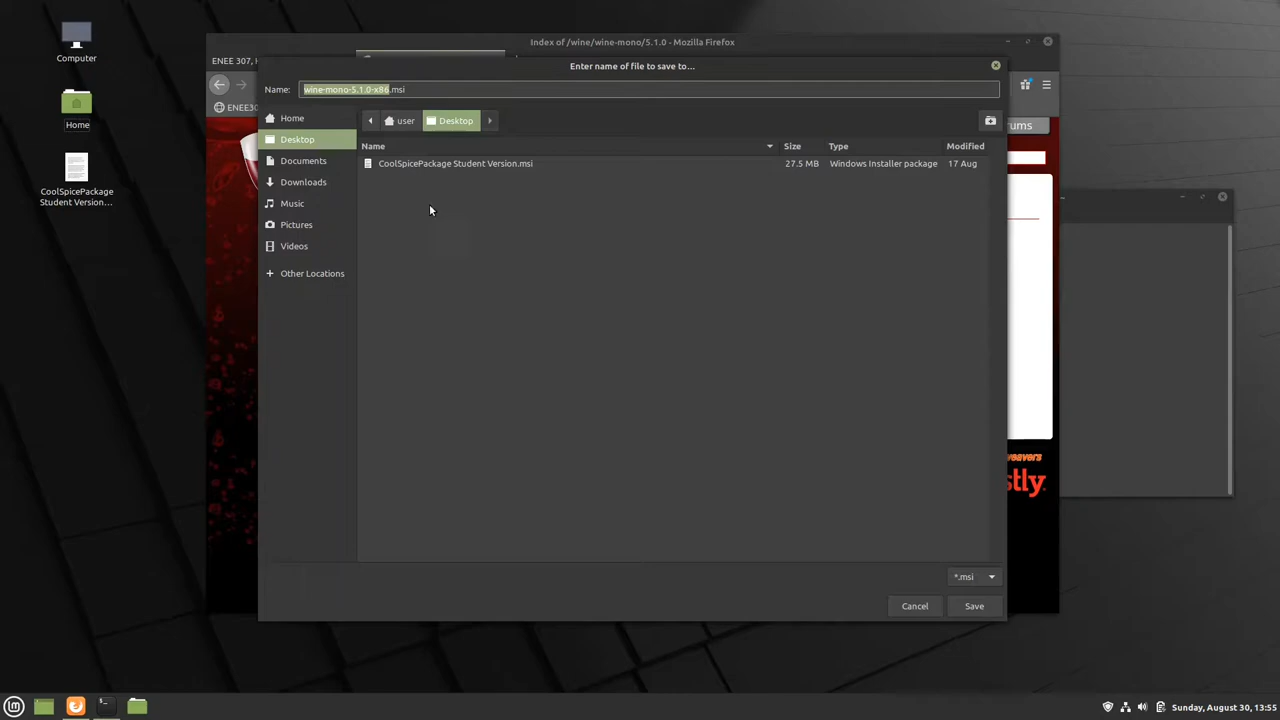 Computer
Home
CoolSpicePackage
Student Version...
Index of /wine/wine-mono/5.1.0 - Mozilla Firefox
ENEE 307, H
ENEE30
Enter name of file to save to...
Name: wine-mono-5.1.0-x86.msi
user Desktop
Home
Desktop
Documents
Downloads
Music
Pictures
Videos
Other Locations
Name Size Type Modified
CoolSpicePackage Student Version.msi 27.5 MB Windows Installer package 17 Aug
*.msi
Cancel Save
rums
eavers
stly.
Sunday, August 30, 13:55